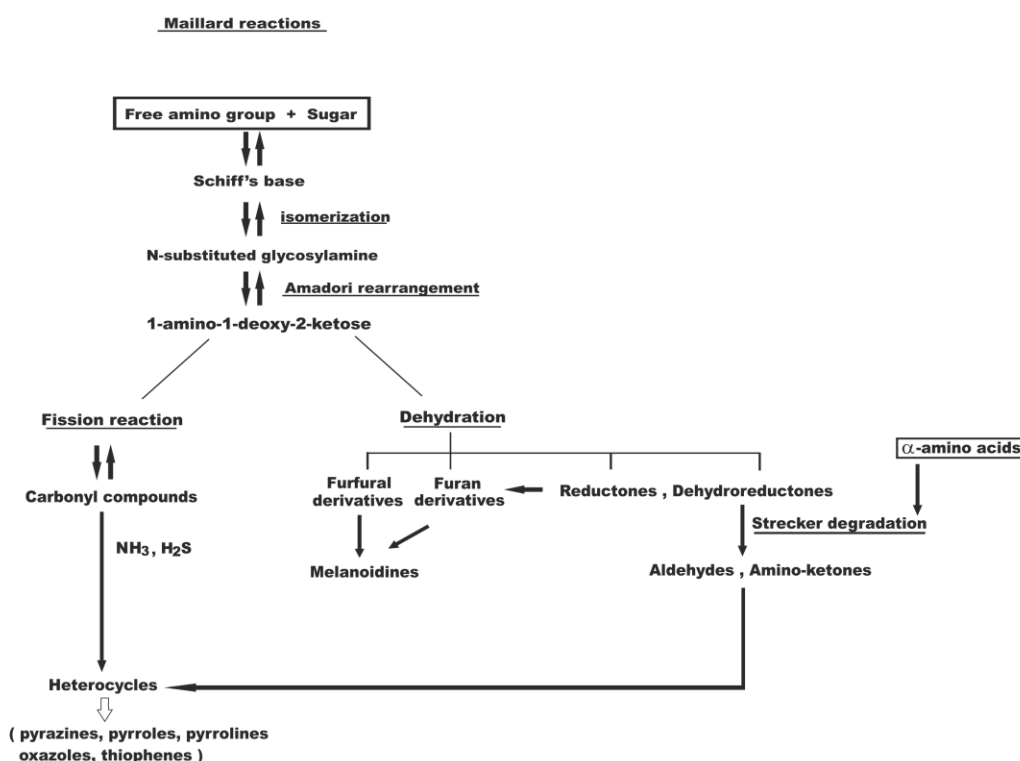 Maillard reactions
Free amino group + Sugar
Schiff's base
isomerization
N-substituted glycosylamine
Amadori rearrangement
1-amino-1-deoxy-2-ketose
Fission reaction
Dehydration
α-amino acids
Carbonyl compounds
Furfural
derivatives
Furan
derivatives
Reductones , Dehydroreductones
Strecker degradation
NH3 , H2S
Melanoidines
Aldehydes , Amino-ketones
Heterocycles
( pyrazines, pyrroles, pyrrolines
oxazoles, thiophenes )